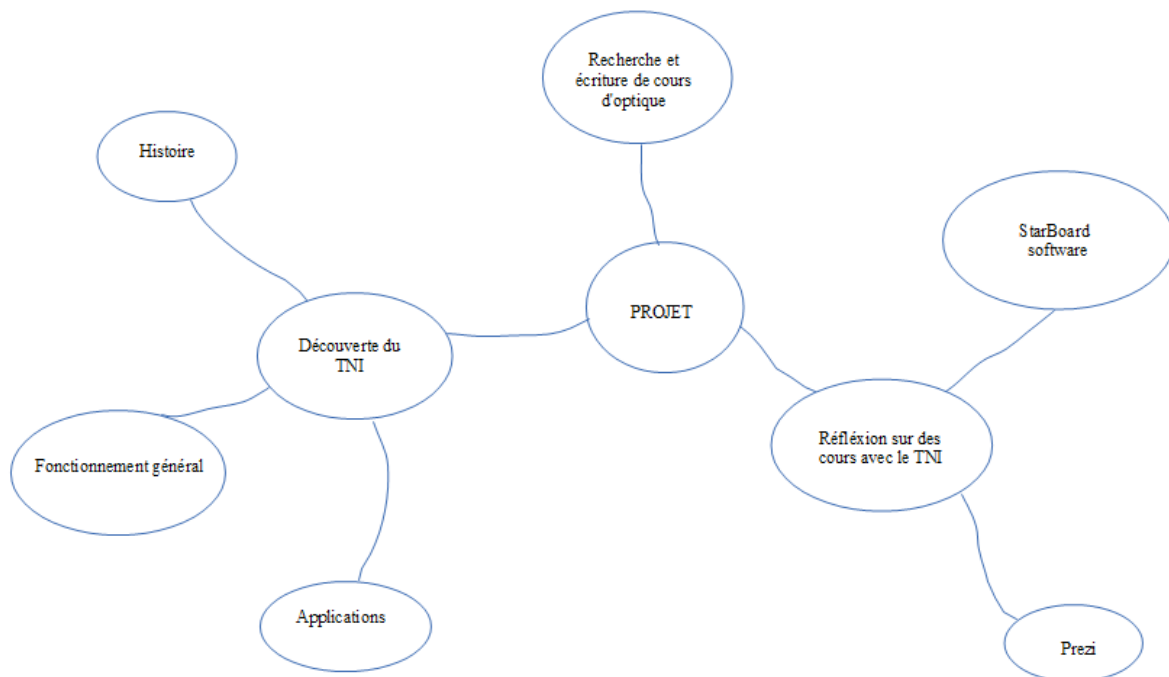 Recherche et
écriture de cours
d'optique
Histoire
StarBoard
software
PROJET
Découverte du
TNI
Réfléxion sur des
cours avec le TNI
Fonctionnement général
Applications
Prezi